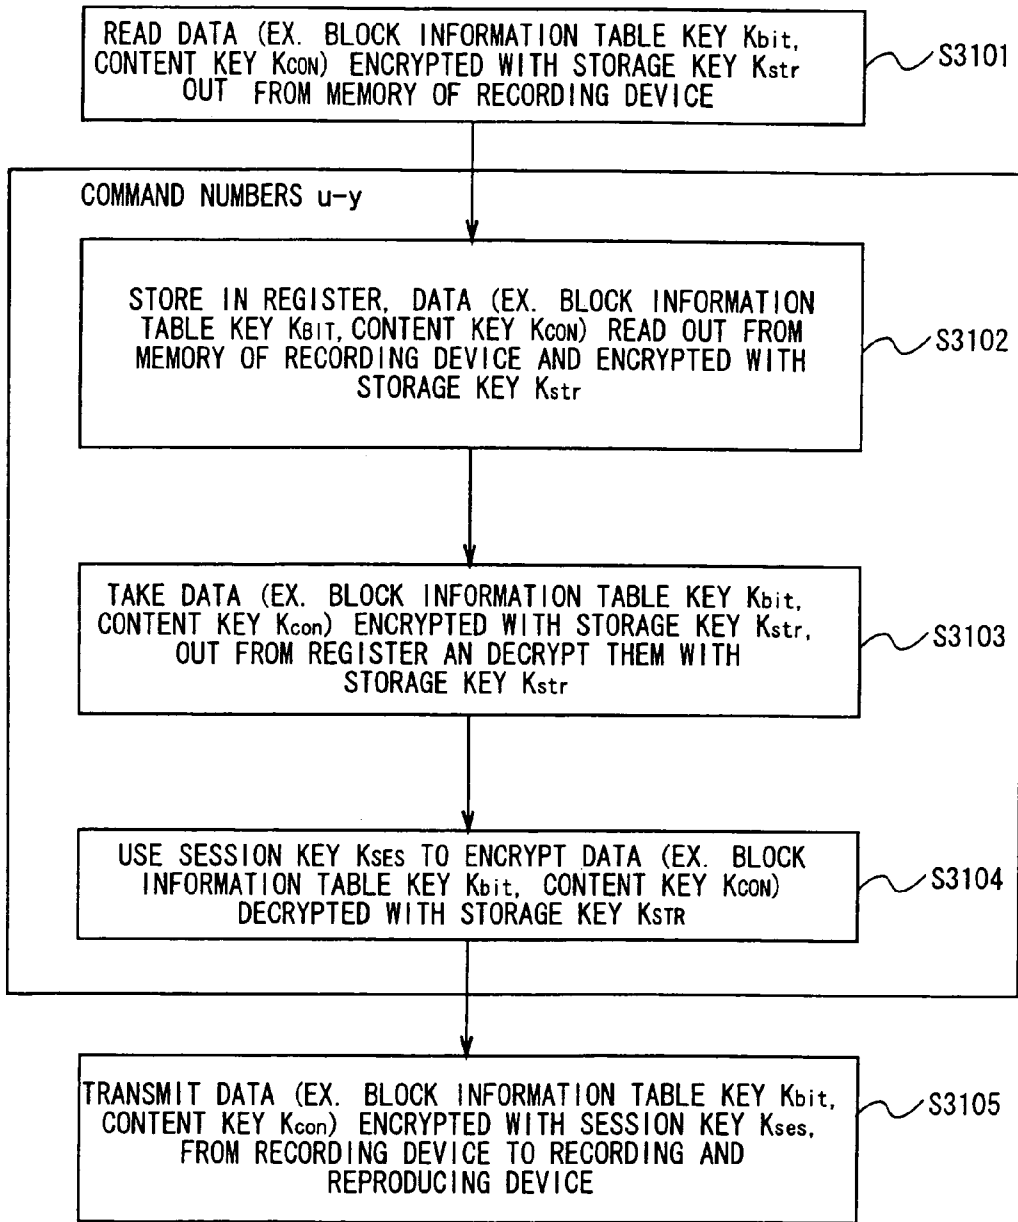 READ DATA (EX. BLOCK INFORMATION TABLE KEY Kbit,
CONTENT KEY KCON) ENCRYPTED WITH STORAGE KEY Kstr
OUT FROM MEMORY OF RECORDING DEVICE
S3101
COMMAND NUMBERS u-y
STORE IN REGISTER, DATA (EX. BLOCK INFORMATION
TABLE KEY KBIT, CONTENT KEY KCON) READ OUT FROM
MEMORY OF RECORDING DEVICE AND ENCRYPTED WITH
STORAGE KEY Kstr
S3102
TAKE DATA (EX. BLOCK INFORMATION TABLE KEY Kbit,
CONTENT KEY Kcon) ENCRYPTED WITH STORAGE KEY Kstr,
OUT FROM REGISTER AN DECRYPT THEM WITH
STORAGE KEY Kstr
S3103
USE SESSION KEY KSES TO ENCRYPT DATA (EX. BLOCK
INFORMATION TABLE KEY Kbit, CONTENT KEY KCON)
DECRYPTED WITH STORAGE KEY KSTR
S3104
TRANSMIT DATA (EX. BLOCK INFORMATION TABLE KEY Kbit,
CONTENT KEY Kcon) ENCRYPTED WITH SESSION KEY Kses,
FROM RECORDING DEVICE TO RECORDING AND
REPRODUCING DEVICE
S3105